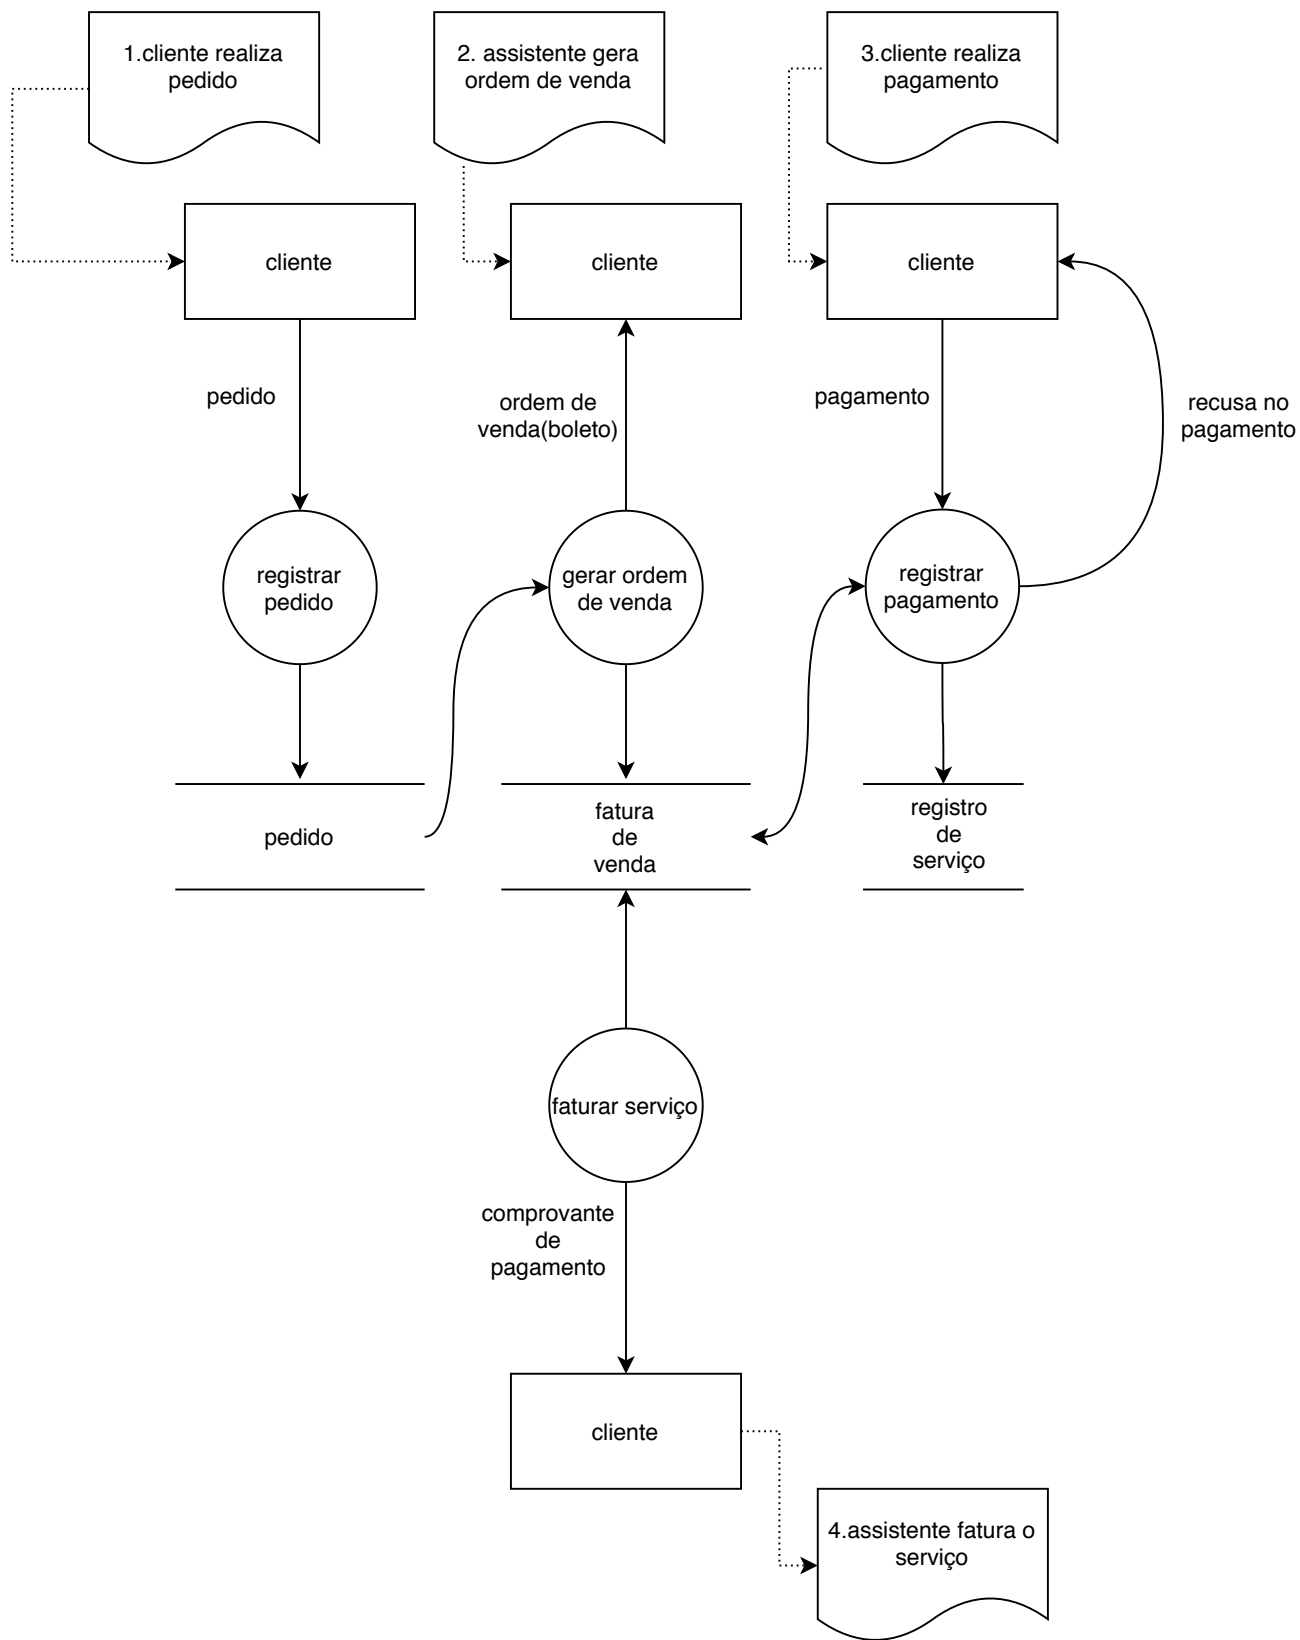 1.cliente realiza
pedido
2. assistente gera
ordem de venda
3.cliente realiza
pagamento
cliente
cliente
cliente
pedido
ordem de
venda(boleto)
pagamento
recusa no
pagamento
registrar
pedido
gerar ordem
de venda
registrar
pagamento
pedido
fatura
de
venda
registro
de
serviço
faturar serviço
comprovante
de
pagamento
cliente
4.assistente fatura o
serviço